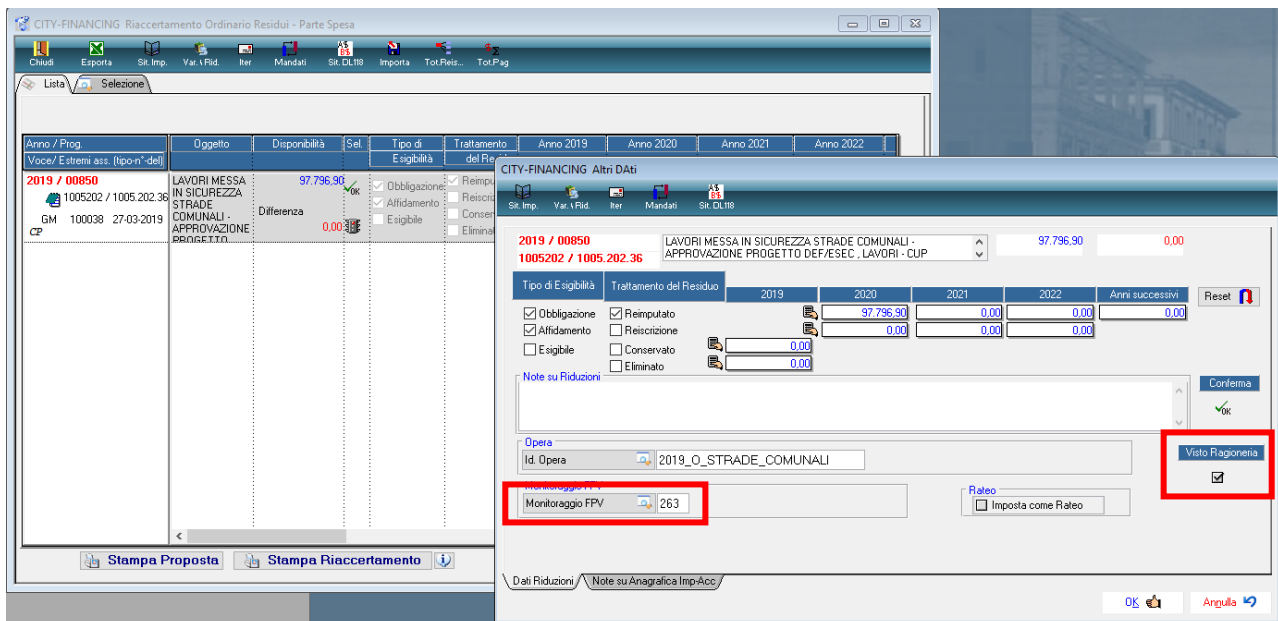 CITY-FINANCING Riaccertamento Ordinario Residui - Parte Spesa
Chiudi Esporta Sit. Imp. Var. \ Rid. Iter Mandati Sit. DL118 Importa Tot.Reis... Tot.Pag
Lista Selezione
Anno / Prog. Oggetto Disponibilità Sel. Tipo di Trattamento Anno 2019 Anno 2020 Anno 2021 Anno 2022
Voce/ Estremi ass. (tipo-n°-del) Esigibilità
2019 / 00850 LAVORI MESSA 97.796,90 OK Obbligazione
1005202 / 1005.202.36 IN SICUREZZA Affidamento
STRADE Differenza Esigibile
GM 100038 27-03-2019 COMUNALI - 0,00
CP APPROVAZIONE
PROGETTO
Stampa Proposta Stampa Riaccertamento
CITY-FINANCING Altri DAti
Sit. Imp. Var. \ Rid. Iter Mandati Sit. DL118
2019 / 00850 LAVORI MESSA IN SICUREZZA STRADE COMUNALI - 97.796,90 0,00
1005202 / 1005.202.36 APPROVAZIONE PROGETTO DEF/ESEC , LAVORI - CUP
Tipo di Esigibilità Trattamento del Residuo 2019 2020 2021 2022 Anni successivi Reset
Obbligazione Reimputato 97.796,90 0,00 0,00 0,00
Affidamento Reiscrizione 0,00 0,00 0,00
Esigibile Conservato 0,00
Eliminato 0,00
Note su Riduzioni
Conferma
OK
Opera
Id. Opera 2019_O_STRADE_COMUNALI
Visto Ragioneria
Monitoraggio FPV
Monitoraggio FPV 263
Rateo
Imposta come Rateo
Dati Riduzioni Note su Anagrafica Imp-Acc
OK Annulla